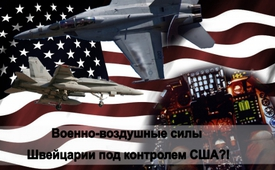 Военно-воздушные силы
Швейцарии под контролем США?!